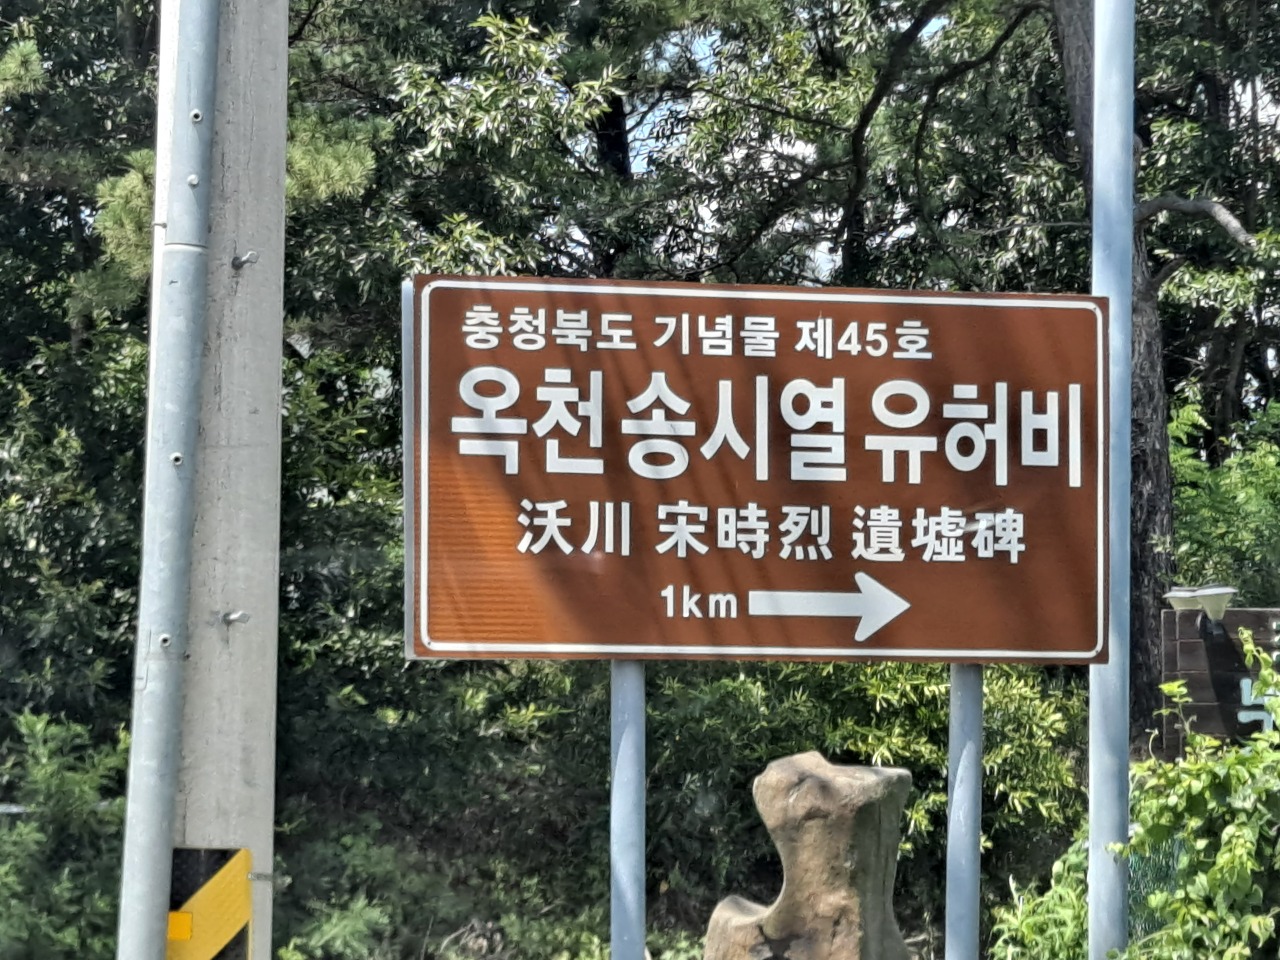 충청북도 기념물 제45호
옥천송시열유허비
沃川 宋時烈 遺墟碑
1km